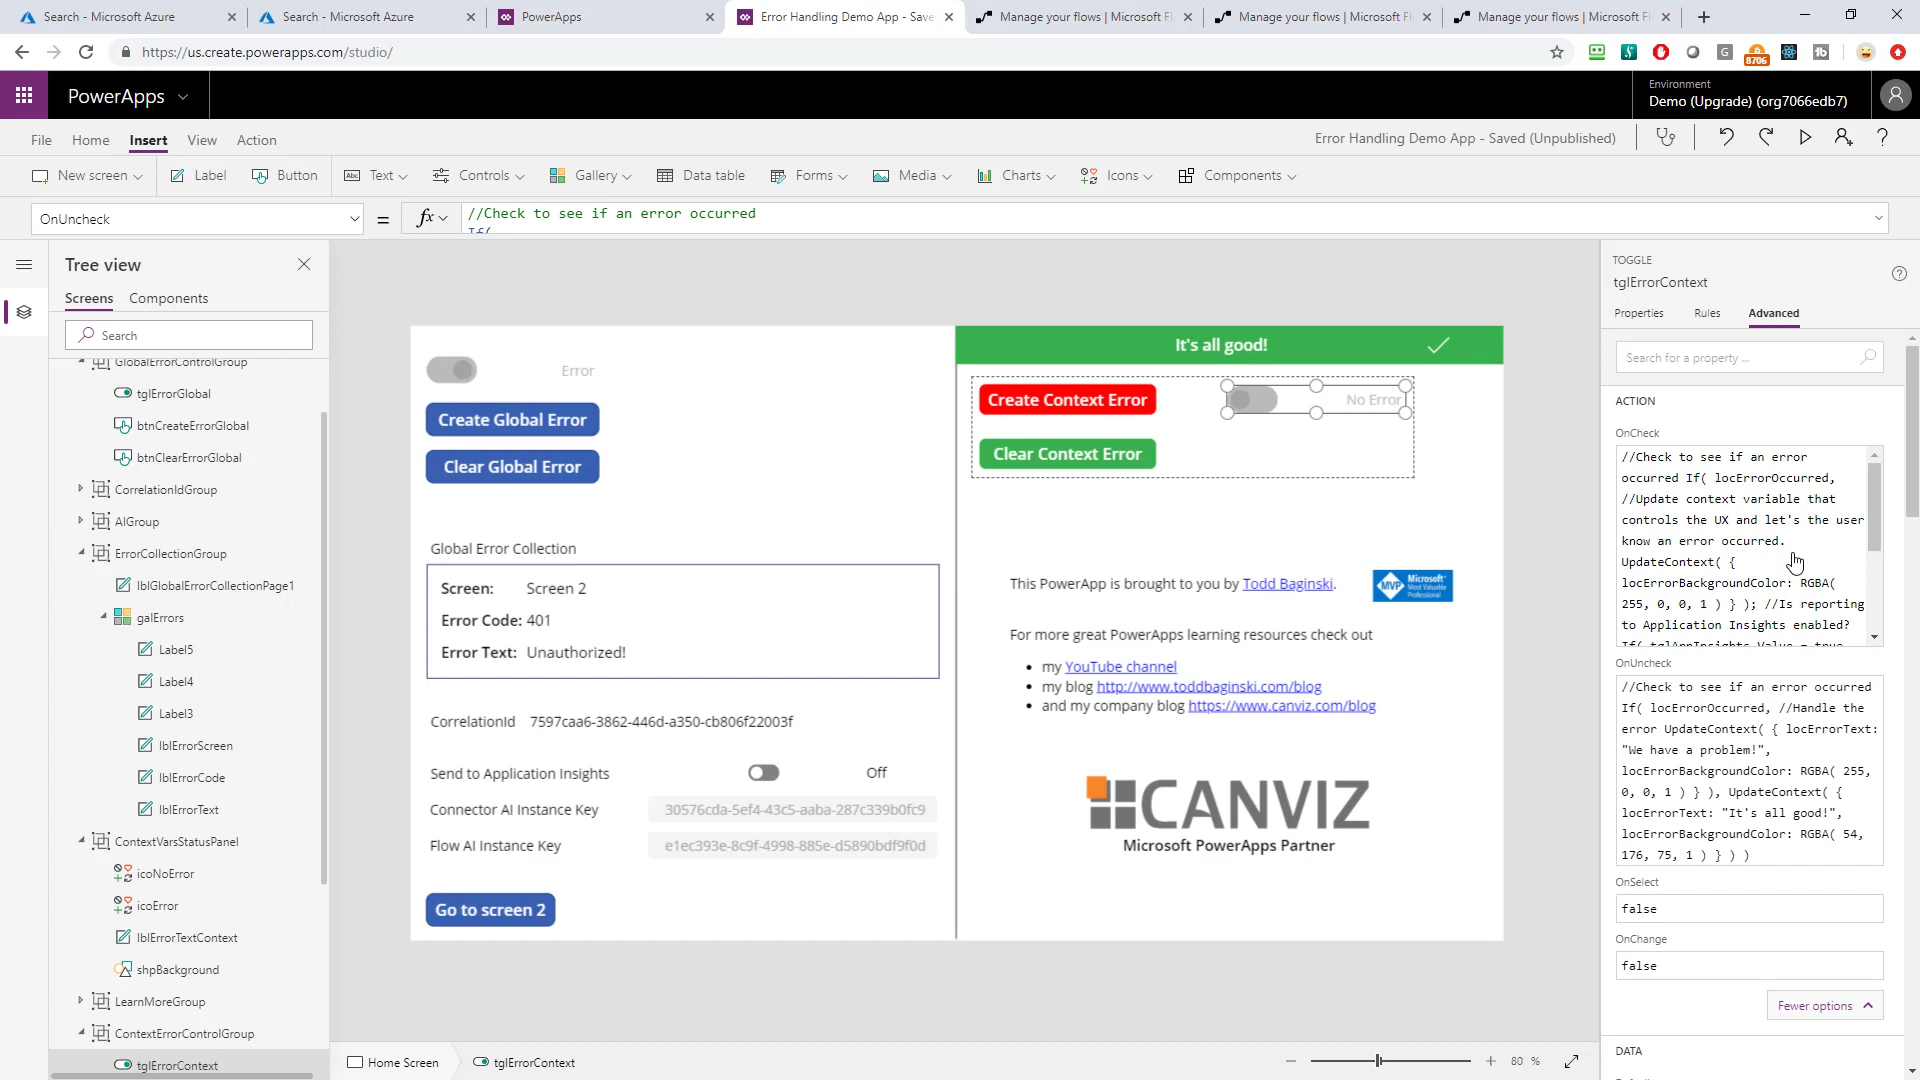 Search - Microsoft Azure
Search - Microsoft Azure
PowerApps
Error Handling Demo App - Save
Manage your flows | Microsoft Fl
Manage your flows | Microsoft Fl
Manage your flows | Microsoft Fl
https://us.create.powerapps.com/studio/
8706
PowerApps
Environment
Demo (Upgrade) (org7066edb7)
File
Home
Insert
View
Action
Error Handling Demo App - Saved (Unpublished)
New screen
Label
Button
Text
Controls
Gallery
Data table
Forms
Media
Charts
Icons
Components
OnUncheck
=
fx
//Check to see if an error occurred
If(
Tree view
Screens
Components
Search
GlobalErrorControlGroup
tglErrorGlobal
btnCreateErrorGlobal
btnClearErrorGlobal
CorrelationIdGroup
AIGroup
ErrorCollectionGroup
lblGlobalErrorCollectionPage1
galErrors
Label5
Label4
Label3
lblErrorScreen
lblErrorCode
lblErrorText
ContextVarsStatusPanel
icoNoError
icoError
lblErrorTextContext
shpBackground
LearnMoreGroup
ContextErrorControlGroup
tglErrorContext
Error
Create Global Error
Clear Global Error
Global Error Collection
Screen: Screen 2
Error Code: 401
Error Text: Unauthorized!
CorrelationId 7597caa6-3862-446d-a350-cb806f22003f
Send to Application Insights
Off
Connector AI Instance Key
30576cda-5ef4-43c5-aaba-287c339b0fc9
Flow AI Instance Key
e1ec393e-8c9f-4998-885e-d5890bdf9f0d
Go to screen 2
It's all good!
Create Context Error
No Error
Clear Context Error
This PowerApp is brought to you by Todd Baginski.
MVP
Microsoft
Most Valuable
Professional
For more great PowerApps learning resources check out
• my YouTube channel
• my blog http://www.toddbaginski.com/blog
• and my company blog https://www.canviz.com/blog
CANVIZ
Microsoft PowerApps Partner
Home Screen
tglErrorContext
80 %
TOGGLE
tglErrorContext
Properties
Rules
Advanced
Search for a property ...
ACTION
OnCheck
//Check to see if an error
occurred If( locErrorOccurred,
//Update context variable that
controls the UX and let's the user
know an error occurred.
UpdateContext( {
locErrorBackgroundColor: RGBA(
255, 0, 0, 1 ) } ); //Is reporting
to Application Insights enabled?
If( tglAppInsights.Value = true,
OnUncheck
//Check to see if an error occurred
If( locErrorOccurred, //Handle the
error UpdateContext( { locErrorText:
"We have a problem!",
locErrorBackgroundColor: RGBA( 255,
0, 0, 1 ) } ), UpdateContext( {
locErrorText: "It's all good!",
locErrorBackgroundColor: RGBA( 54,
176, 75, 1 ) } ) )
OnSelect
false
OnChange
false
Fewer options
DATA